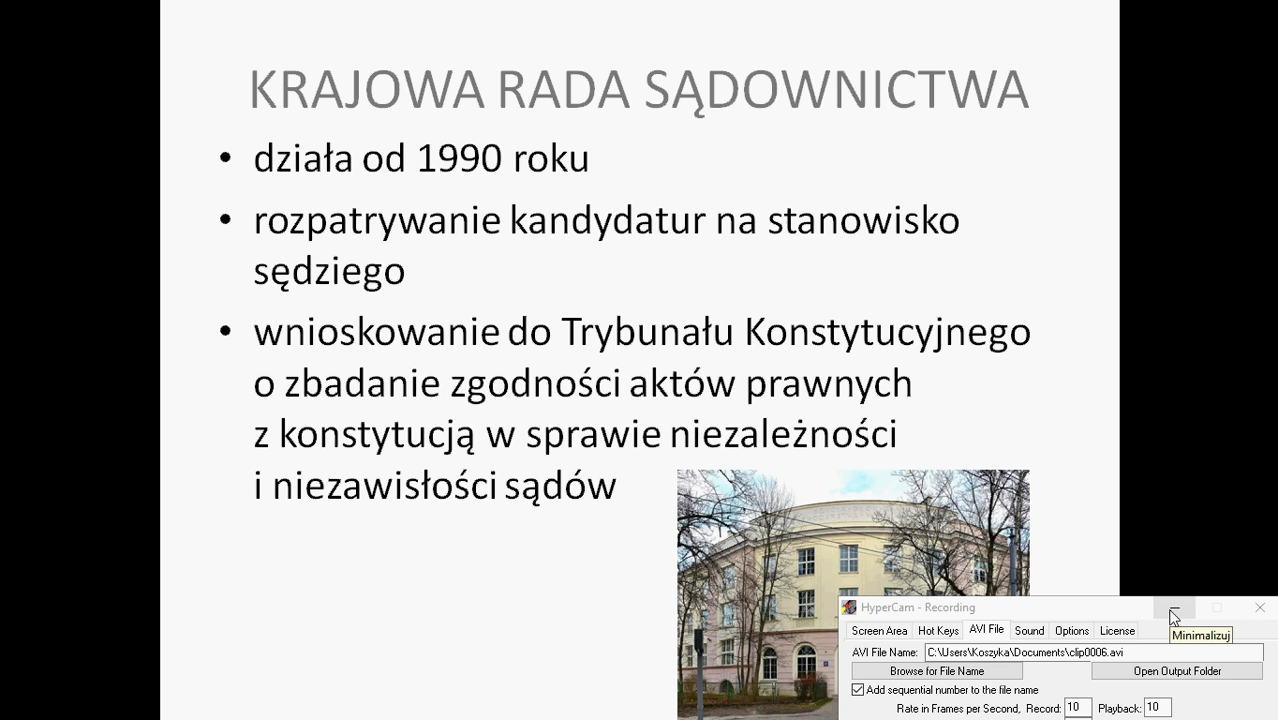 KRAJOWA RADA SĄDOWNICTWA
• działa od 1990 roku
• rozpatrywanie kandydatur na stanowisko
sędziego
• wnioskowanie do Trybunału Konstytucyjnego
o zbadanie zgodności aktów prawnych
z konstytucją w sprawie niezależności
i niezawisłości sądów
HyperCam - Recording
Minimalizuj
Screen Area Hot Keys AVI File Sound Options License
AVI File Name: C:\Users\Koszyka\Documents\clip0006.avi
Browse for File Name Open Output Folder
Add sequential number to the file name
Rate in Frames per Second, Record: 10 Playback: 10